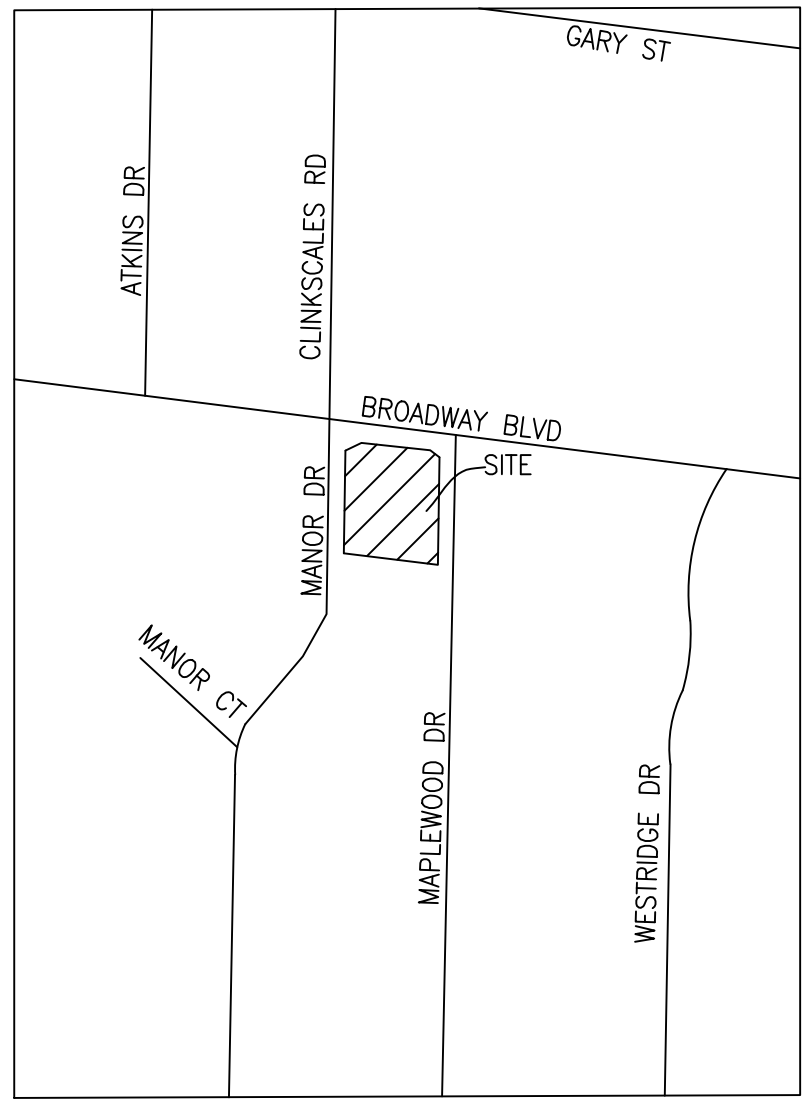 GARY ST
ATKINS DR
CLINKSCALES RD
BROADWAY BLVD
SITE
MANOR DR
MANOR CT
MAPLEWOOD DR
WESTRIDGE DR